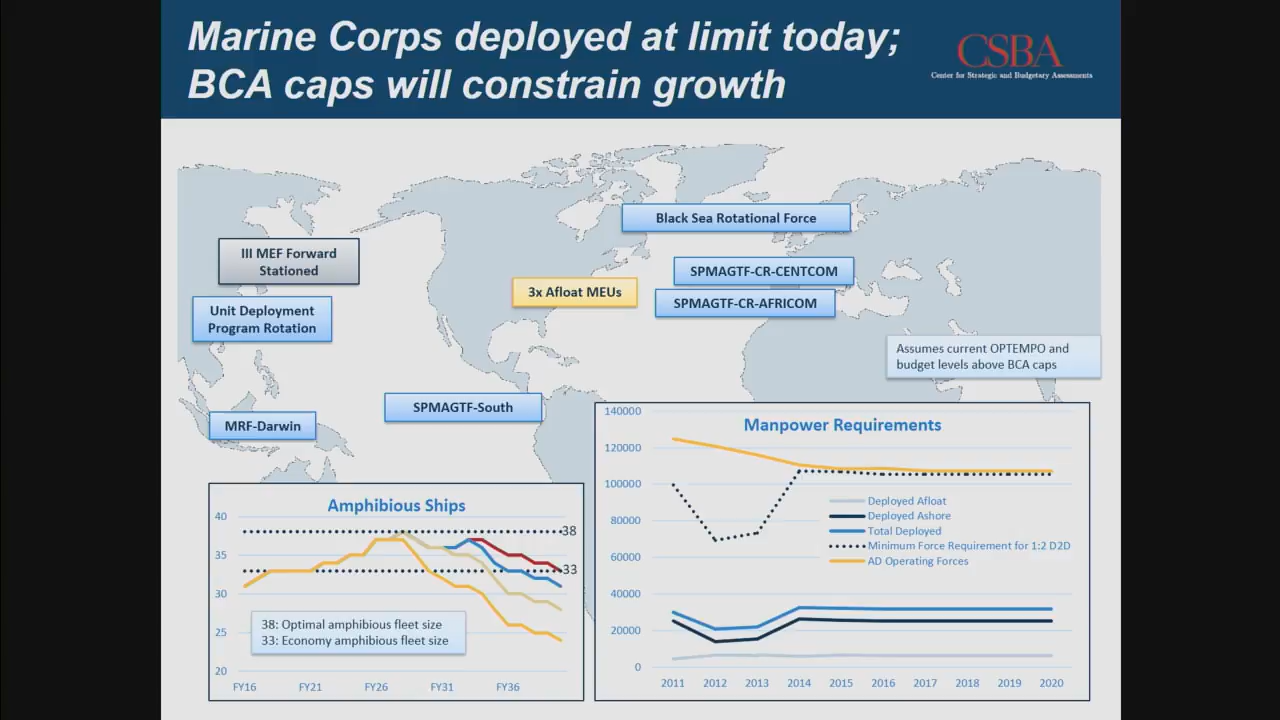 Marine Corps deployed at limit today;
BCA caps will constrain growth
CSBA
Center for Strategic and Budgetary Assessments
Black Sea Rotational Force
III MEF Forward
Stationed
SPMAGTF-CR-CENTCOM
3x Afloat MEUs
SPMAGTF-CR-AFRICOM
Unit Deployment
Program Rotation
Assumes current OPTEMPO and
budget levels above BCA caps
SPMAGTF-South
MRF-Darwin
Amphibious Ships
40
38
35
33
30
25
20
38: Optimal amphibious fleet size
33: Economy amphibious fleet size
FY16 FY21 FY26 FY31 FY36
Manpower Requirements
140000
120000
100000
80000
60000
40000
20000
0
Deployed Afloat
Deployed Ashore
Total Deployed
Minimum Force Requirement for 1:2 D2D
AD Operating Forces
2011 2012 2013 2014 2015 2016 2017 2018 2019 2020